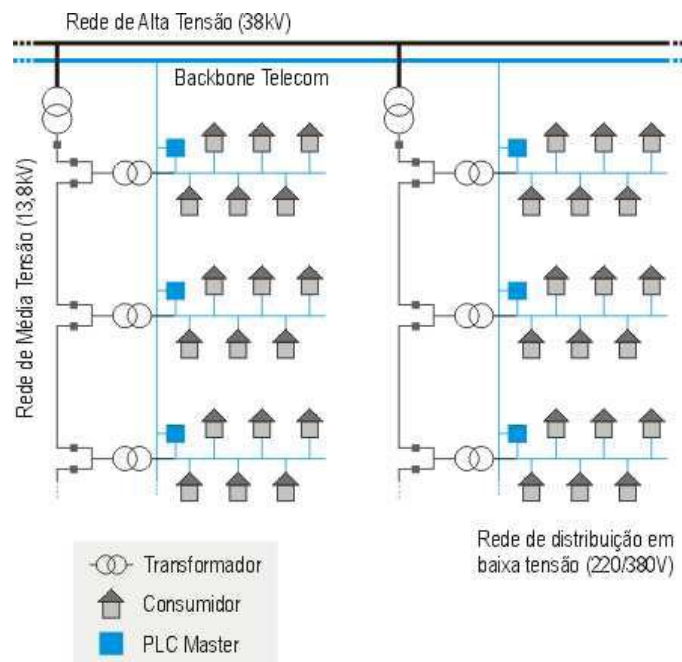 Rede de Alta Tensão (38kV)
Backbone Telecom
Rede de Média Tensão (13,8kV)
Rede de distribuição em
baixa tensão (220/380V)
Transformador
Consumidor
PLC Master